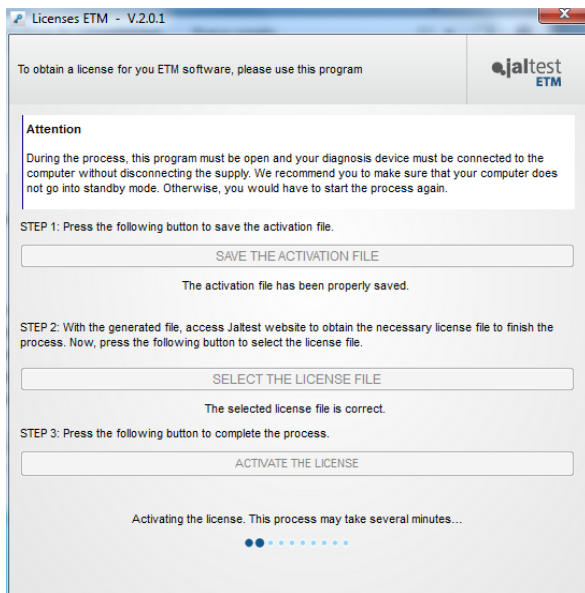 Licenses ETM - V.2.0.1
To obtain a license for you ETM software, please use this program
jaltest
ETM
Attention
During the process, this program must be open and your diagnosis device must be connected to the
computer without disconnecting the supply. We recommend you to make sure that your computer does
not go into standby mode. Otherwise, you would have to start the process again.
STEP 1: Press the following button to save the activation file.
SAVE THE ACTIVATION FILE
The activation file has been properly saved.
STEP 2: With the generated file, access Jaltest website to obtain the necessary license file to finish the
process. Now, press the following button to select the license file.
SELECT THE LICENSE FILE
The selected license file is correct.
STEP 3: Press the following button to complete the process.
ACTIVATE THE LICENSE
Activating the license. This process may take several minutes...